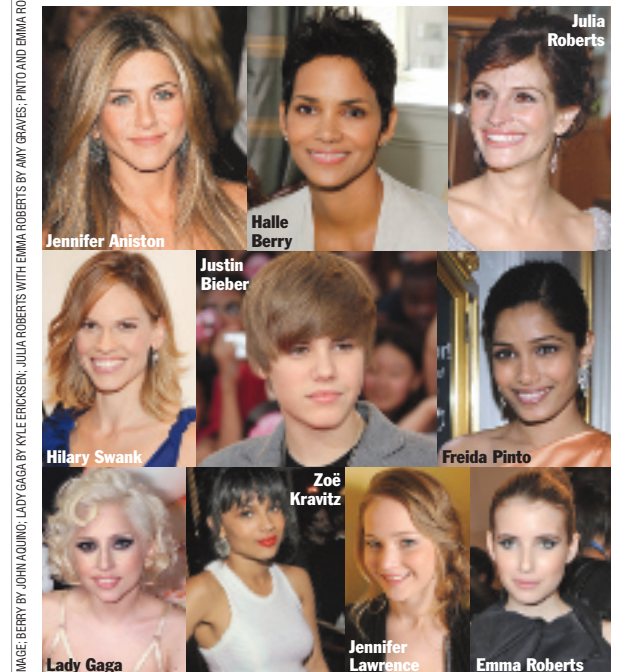 MAGE; BERRY BY JOHN AQUINO; LADY GAGA BY KYLE ERICKSEN; JULIA ROBERTS WITH EMMA ROBERTS BY AMY GRAVES; PINTO AND EMMA RO
Jennifer Aniston
Halle
Berry
Julia
Roberts
Hilary Swank
Justin
Bieber
Freida Pinto
Lady Gaga
Zoë
Kravitz
Jennifer
Lawrence
Emma Roberts